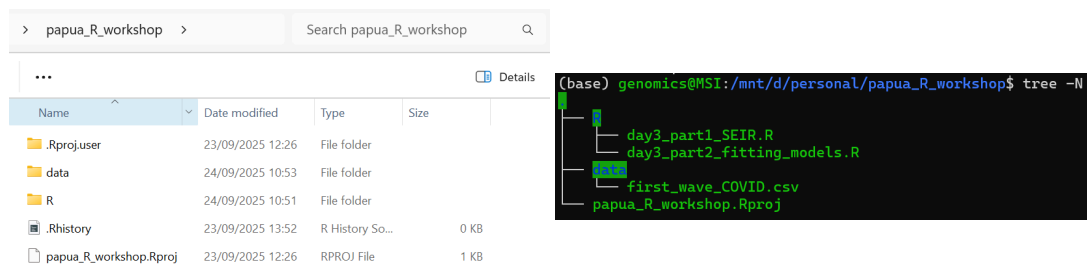 papua_R_workshop
Search papua_R_workshop
... Details
Name Date modified Type Size
.Rproj.user 23/09/2025 12:26 File folder
data 24/09/2025 10:53 File folder
R 24/09/2025 10:51 File folder
.Rhistory 23/09/2025 13:52 R History So... 0 KB
papua_R_workshop.Rproj 23/09/2025 12:26 RPROJ File 1 KB
(base) genomics@MSI:/mnt/d/personal/papua_R_workshop$ tree -N
.
├── R
│   ├── day3_part1_SEIR.R
│   └── day3_part2_fitting_models.R
├── data
│   └── first_wave_COVID.csv
└── papua_R_workshop.Rproj